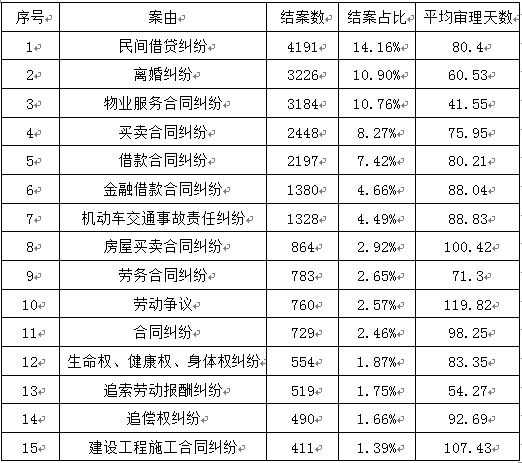 序号 案由 结案数 结案占比 平均审理天数
1 民间借贷纠纷 4191 14.16% 80.4
2 离婚纠纷 3226 10.90% 60.53
3 物业服务合同纠纷 3184 10.76% 41.55
4 买卖合同纠纷 2448 8.27% 75.95
5 借款合同纠纷 2197 7.42% 80.21
6 金融借款合同纠纷 1380 4.66% 88.04
7 机动车交通事故责任纠纷 1328 4.49% 88.83
8 房屋买卖合同纠纷 864 2.92% 100.42
9 劳务合同纠纷 783 2.65% 71.3
10 劳动争议 760 2.57% 119.82
11 合同纠纷 729 2.46% 98.25
12 生命权、健康权、身体权纠纷 554 1.87% 83.35
13 追索劳动报酬纠纷 519 1.75% 54.27
14 追偿权纠纷 490 1.66% 92.69
15 建设工程施工合同纠纷 411 1.39% 107.43